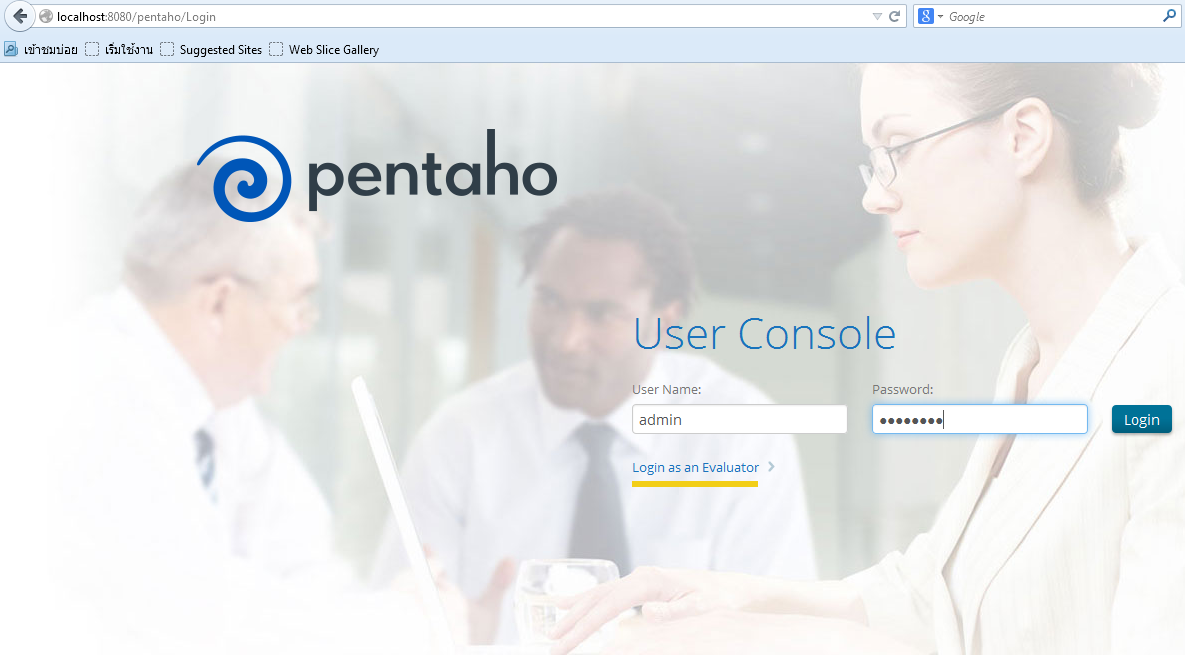 localhost:8080/pentaho/Login
Google
เข้าชมบ่อย เริ่มใช้งาน Suggested Sites Web Slice Gallery
pentaho
User Console
User Name: Password:
admin ●●●●●●●● Login
Login as an Evaluator